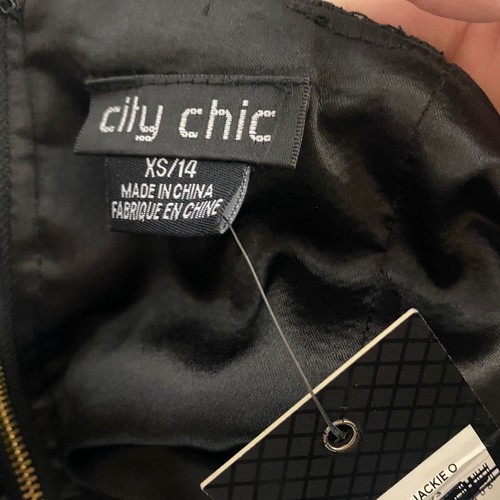 city chic
XS/14
MADE IN CHINA
FABRIQUE EN CHINE
JACKIE O